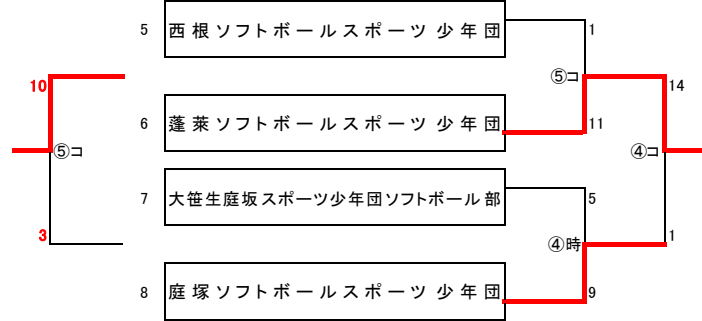 5 西根ソフトボールスポーツ少年団 1
⑤コ
10 14
6 蓬莱ソフトボールスポーツ少年団 11
⑤コ ④コ
7 大笹生庭坂スポーツ少年団ソフトボール部 5
3 ④時 1
8 庭塚ソフトボールスポーツ少年団 9